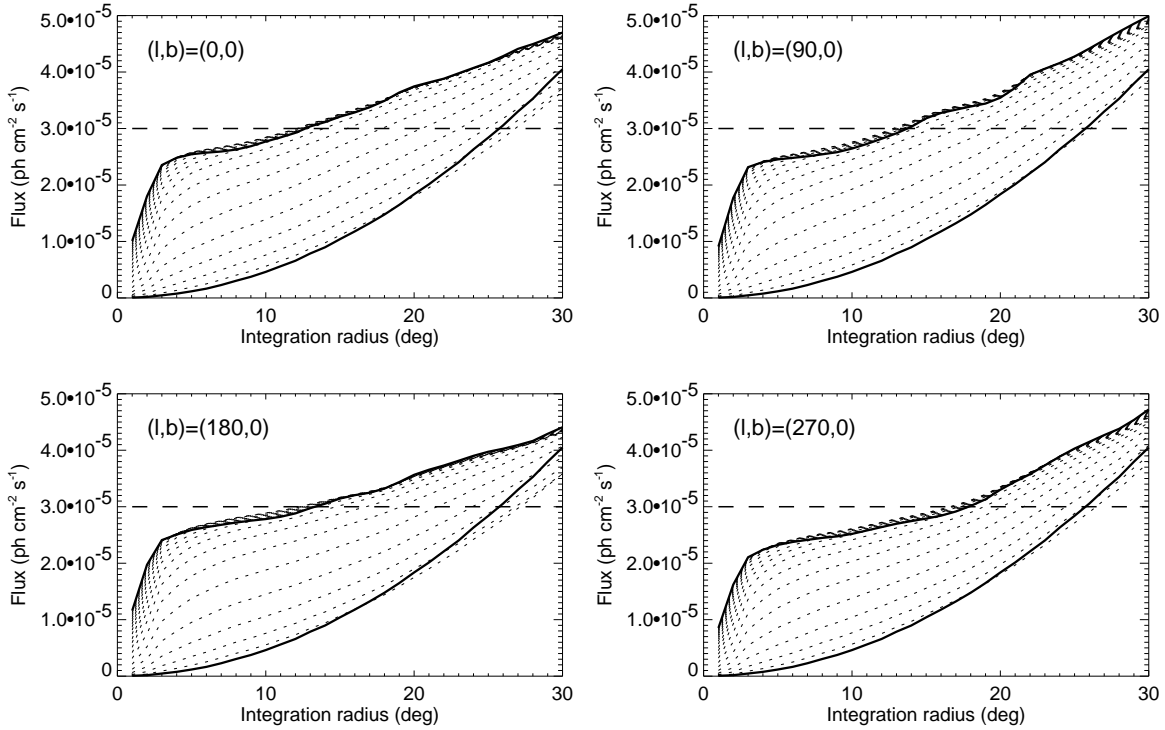 (l,b)=(0,0)
Flux (ph cm⁻² s⁻¹)
5.0•10⁻⁵
4.0•10⁻⁵
3.0•10⁻⁵
2.0•10⁻⁵
1.0•10⁻⁵
0
0 10 20 30
Integration radius (deg)
(l,b)=(90,0)
Flux (ph cm⁻² s⁻¹)
5.0•10⁻⁵
4.0•10⁻⁵
3.0•10⁻⁵
2.0•10⁻⁵
1.0•10⁻⁵
0
0 10 20 30
Integration radius (deg)
(l,b)=(180,0)
Flux (ph cm⁻² s⁻¹)
5.0•10⁻⁵
4.0•10⁻⁵
3.0•10⁻⁵
2.0•10⁻⁵
1.0•10⁻⁵
0
0 10 20 30
Integration radius (deg)
(l,b)=(270,0)
Flux (ph cm⁻² s⁻¹)
5.0•10⁻⁵
4.0•10⁻⁵
3.0•10⁻⁵
2.0•10⁻⁵
1.0•10⁻⁵
0
0 10 20 30
Integration radius (deg)